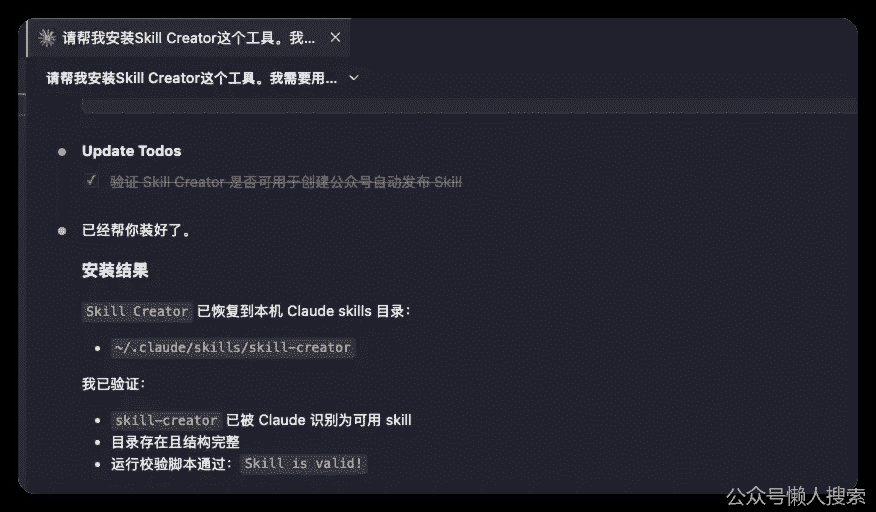 请帮我安装Skill Creator这个工具。我...
请帮我安装Skill Creator这个工具。我需要用...
Update Todos
验证 Skill Creator 是否可用于创建公众号自动发布 Skill
已经帮你装好了。
安装结果
Skill Creator 已恢复到本机 Claude skills 目录：
~/.claude/skills/skill-creator
我已验证：
skill-creator 已被 Claude 识别为可用 skill
目录存在且结构完整
运行校验脚本通过：Skill is valid!
公众号懒人搜索